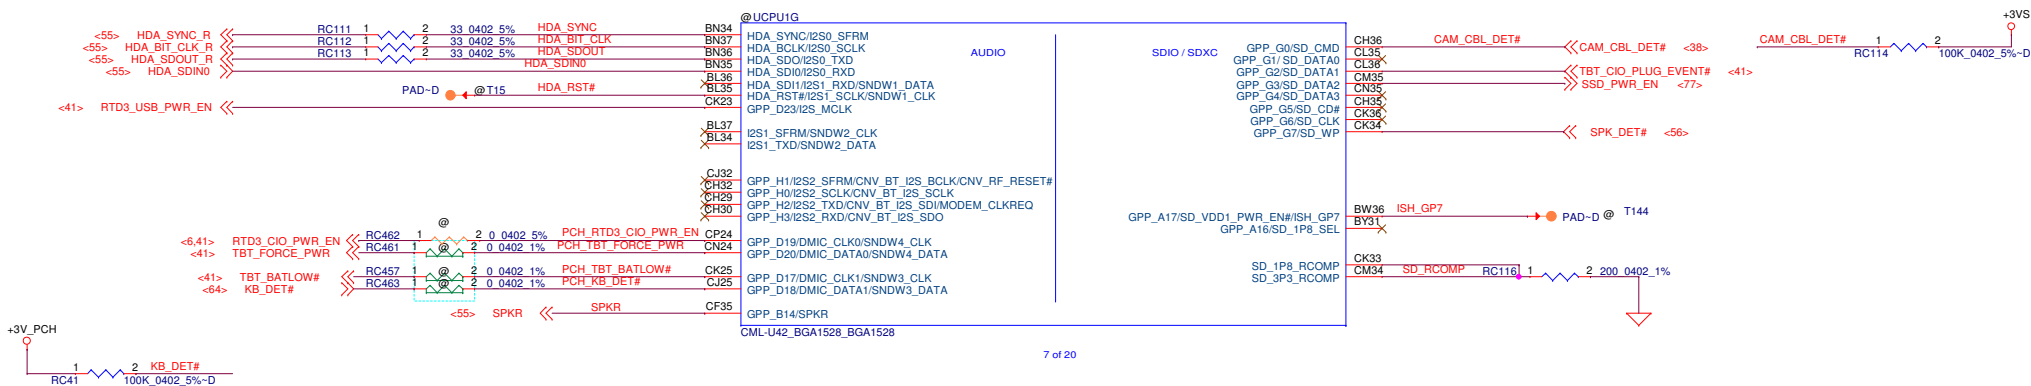 @UCPU1G
<55> HDA_SYNC_R RC111 1 2 33_0402_5% HDA_SYNC BN34 HDA_SYNC/I2S0_SFRM
<55> HDA_BIT_CLK_R RC112 1 2 33_0402_5% HDA_BIT_CLK BN37 HDA_BCLK/I2S0_SCLK
<55> HDA_SDOUT_R RC113 1 2 33_0402_5% HDA_SDOUT BN36 HDA_SDO/I2S0_TXD
<55> HDA_SDIN0 HDA_SDIN0 BN35 HDA_SDI0/I2S0_RXD
BL36 HDA_SDI1/I2S1_RXD/SNDW1_DATA
PAD~D @T15 HDA_RST# BL35 HDA_RST#/I2S1_SCLK/SNDW1_CLK
<41> RTD3_USB_PWR_EN CK23 GPP_D23/I2S_MCLK
BL37 I2S1_SFRM/SNDW2_CLK
BL34 I2S1_TXD/SNDW2_DATA
CJ32 GPP_H1/I2S2_SFRM/CNV_BT_I2S_BCLK/CNV_RF_RESET#
CH32 GPP_H0/I2S2_SCLK/CNV_BT_I2S_SCLK
CH29 GPP_H2/I2S2_TXD/CNV_BT_I2S_SDI/MODEM_CLKREQ
CH30 GPP_H3/I2S2_RXD/CNV_BT_I2S_SDO
@
<6,41> RTD3_CIO_PWR_EN RC462 1 2 0_0402_5% PCH_RTD3_CIO_PWR_EN CP24 GPP_D19/DMIC_CLK0/SNDW4_CLK
<41> TBT_FORCE_PWR RC461 1 @ 2 0_0402_1% PCH_TBT_FORCE_PWR CN24 GPP_D20/DMIC_DATA0/SNDW4_DATA
<41> TBT_BATLOW# RC457 1 @ 2 0_0402_1% PCH_TBT_BATLOW# CK25 GPP_D17/DMIC_CLK1/SNDW3_CLK
<64> KB_DET# RC463 1 @ 2 0_0402_1% PCH_KB_DET# CJ25 GPP_D18/DMIC_DATA1/SNDW3_DATA
<55> SPKR SPKR CF35 GPP_B14/SPKR
AUDIO
SDIO / SDXC
GPP_G0/SD_CMD CH36 CAM_CBL_DET# CAM_CBL_DET# <38>
GPP_G1/ SD_DATA0 CL35
GPP_G2/SD_DATA1 CL36 TBT_CIO_PLUG_EVENT# <41>
GPP_G3/SD_DATA2 CM35 SSD_PWR_EN <77>
GPP_G4/SD_DATA3 CN35
GPP_G5/SD_CD# CH35
GPP_G6/SD_CLK CK36
GPP_G7/SD_WP CK34 SPK_DET# <56>
GPP_A17/SD_VDD1_PWR_EN#/ISH_GP7 BW36 ISH_GP7 PAD~D @ T144
GPP_A16/SD_1P8_SEL BY31
SD_1P8_RCOMP CK33
SD_3P3_RCOMP CM34 SD_RCOMP RC116 1 2 200_0402_1%
CML-U42_BGA1528_BGA1528
7 of 20
+3VS
CAM_CBL_DET# RC114 1 2 100K_0402_5%~D
+3V_PCH
RC41 1 2 KB_DET#
100K_0402_5%~D